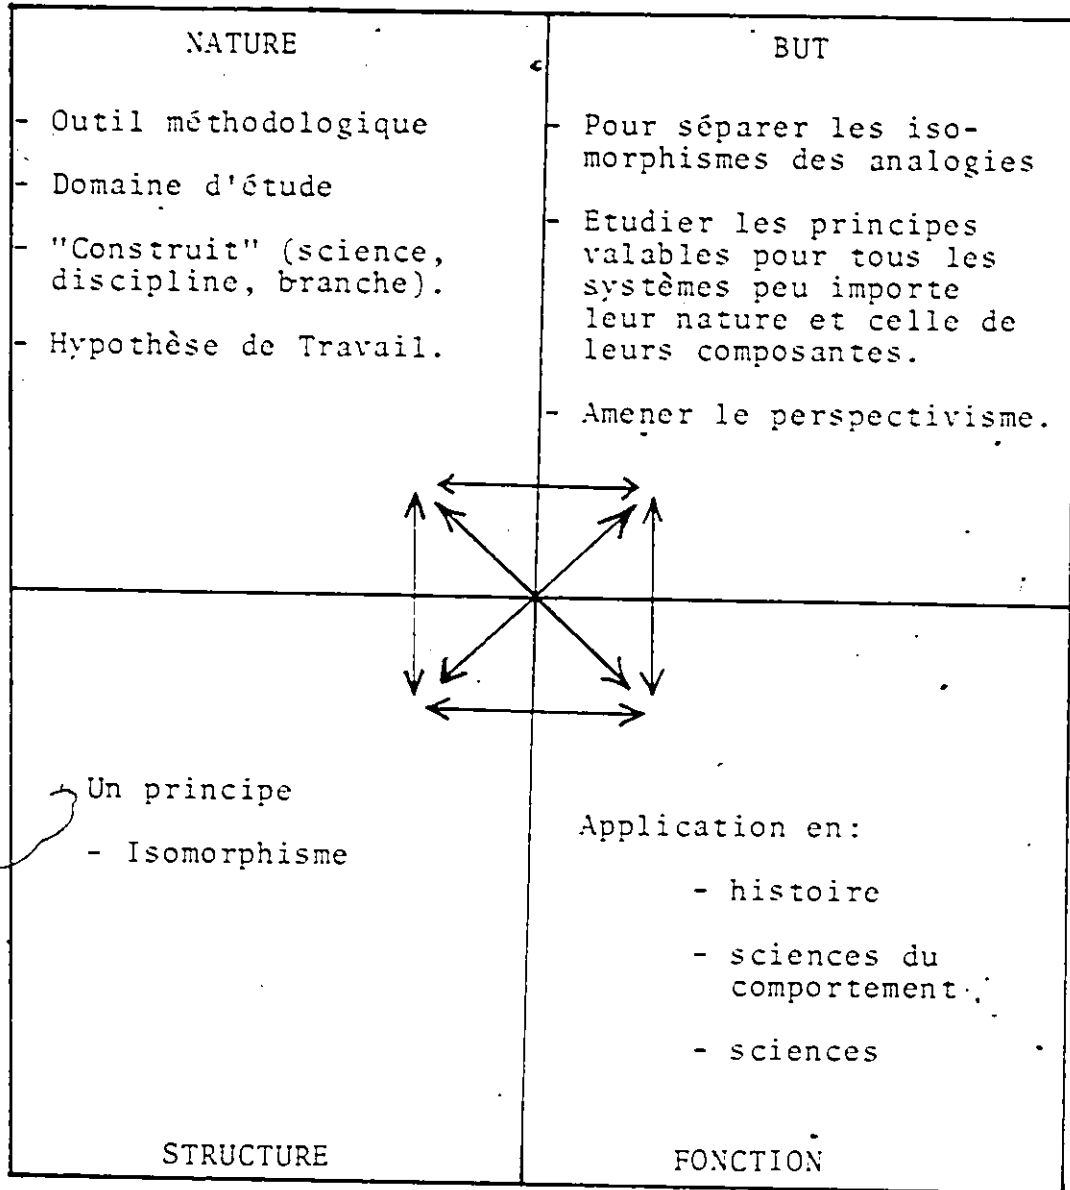 NATURE
- Outil méthodologique
- Domaine d'étude
- "Construit" (science,
discipline, branche).
- Hypothèse de Travail.
BUT
- Pour séparer les iso-
morphismes des analogies
- Etudier les principes
valables pour tous les
systèmes peu importe
leur nature et celle de
leurs composantes.
- Amener le perspectivisme.
Un principe
- Isomorphisme
STRUCTURE
Application en:
- histoire
- sciences du
comportement.
- sciences
FONCTION